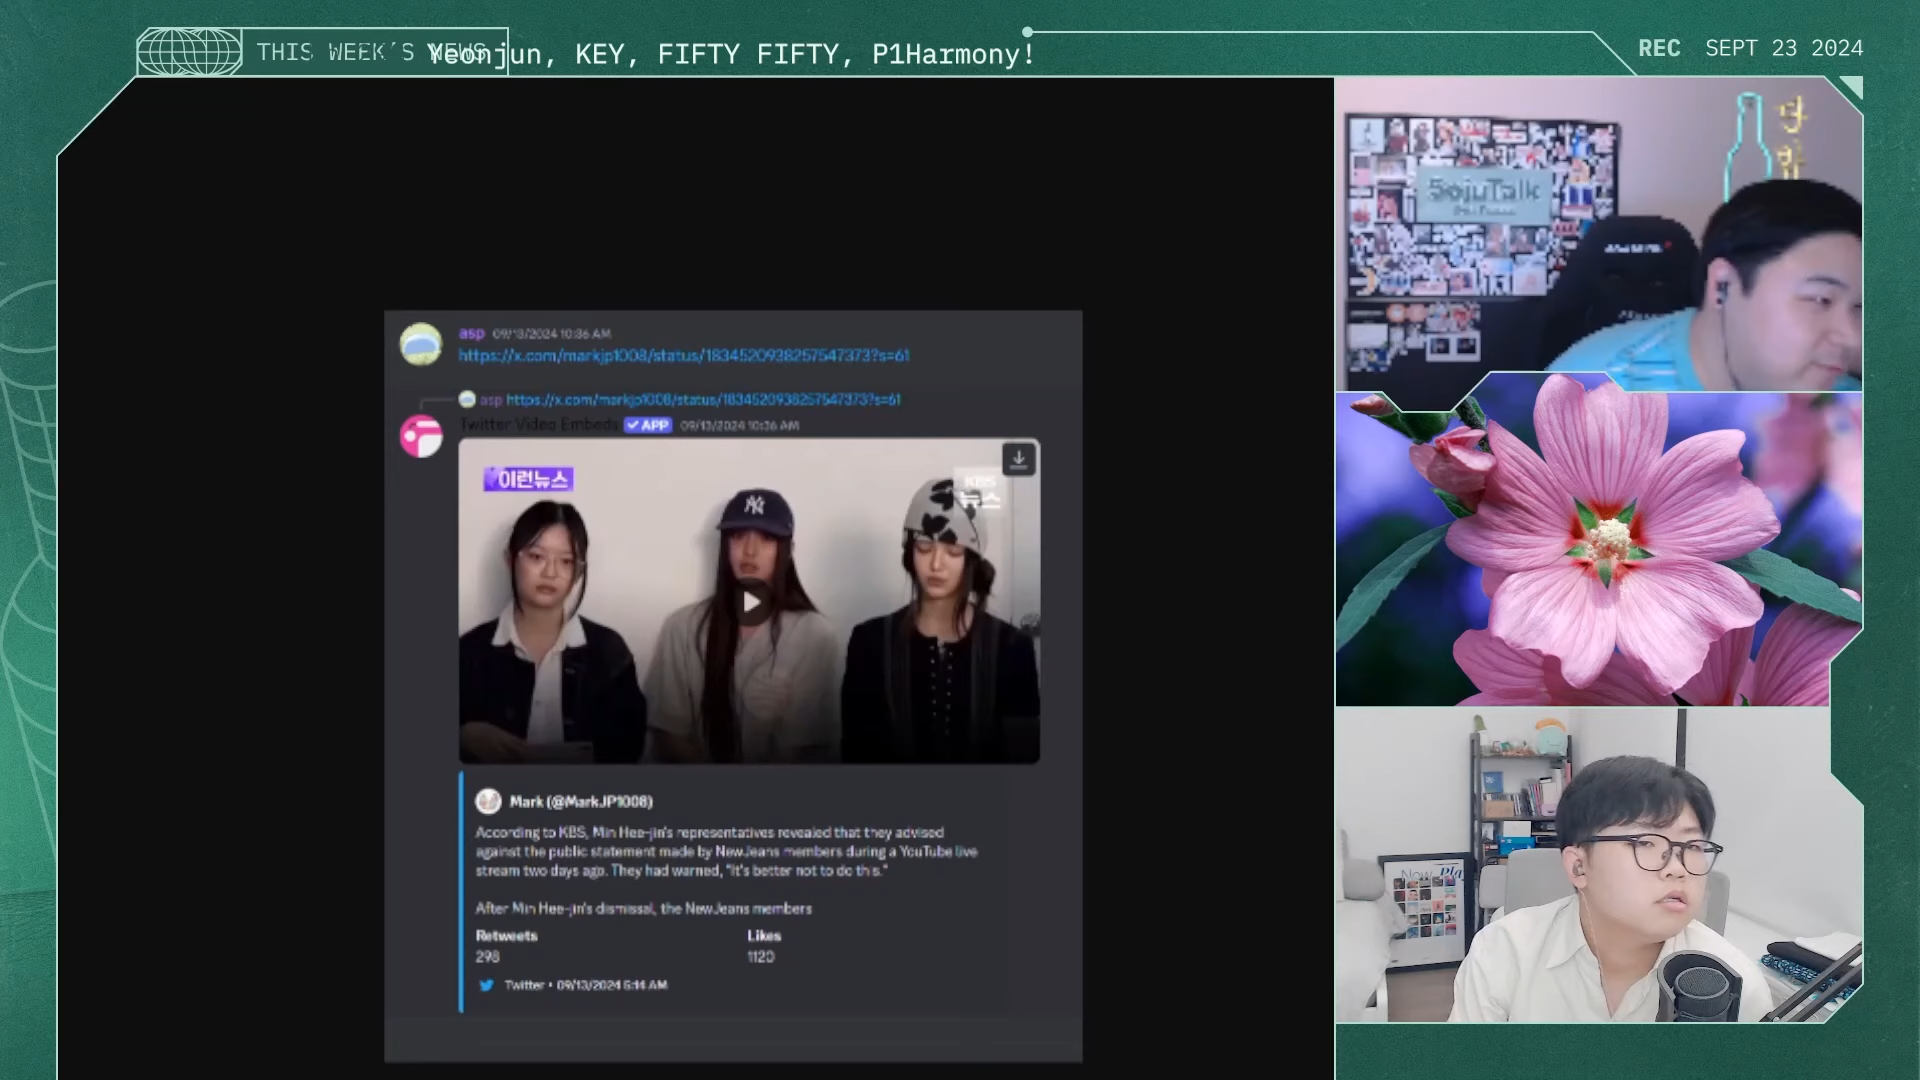 THIS WEEK'S NEWS
Yeonjun, KEY, FIFTY FIFTY, P1Harmony!
REC SEPT 23 2024
SojuTalk
asp 09/13/2024 10:36 AM
https://x.com/markjp1008/status/1834520938257547373?s=61
asp https://x.com/markjp1008/status/1834520938257547373?s=61
Twitter Video Embeds APP 09/13/2024 10:36 AM
이런뉴스
KBS
뉴스
NY
Mark (@MarkJP1008)
According to KBS, Min Hee-jin's representatives revealed that they advised
against the public statement made by NewJeans members during a YouTube live
stream two days ago. They had warned, "It's better not to do this."
After Min Hee-jin's dismissal, the NewJeans members
Retweets Likes
298 1120
Twitter • 09/13/2024 5:14 AM
Now Play